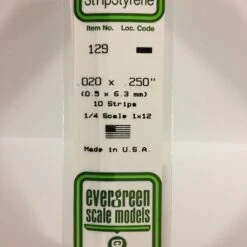 StripStyrene
Item No. Loc. Code
129
.020 x .250"
(0.5 x 6.3 mm)
10 Strips
1/4 Scale 1x12
Made in U.S.A.
evergreen
scale models